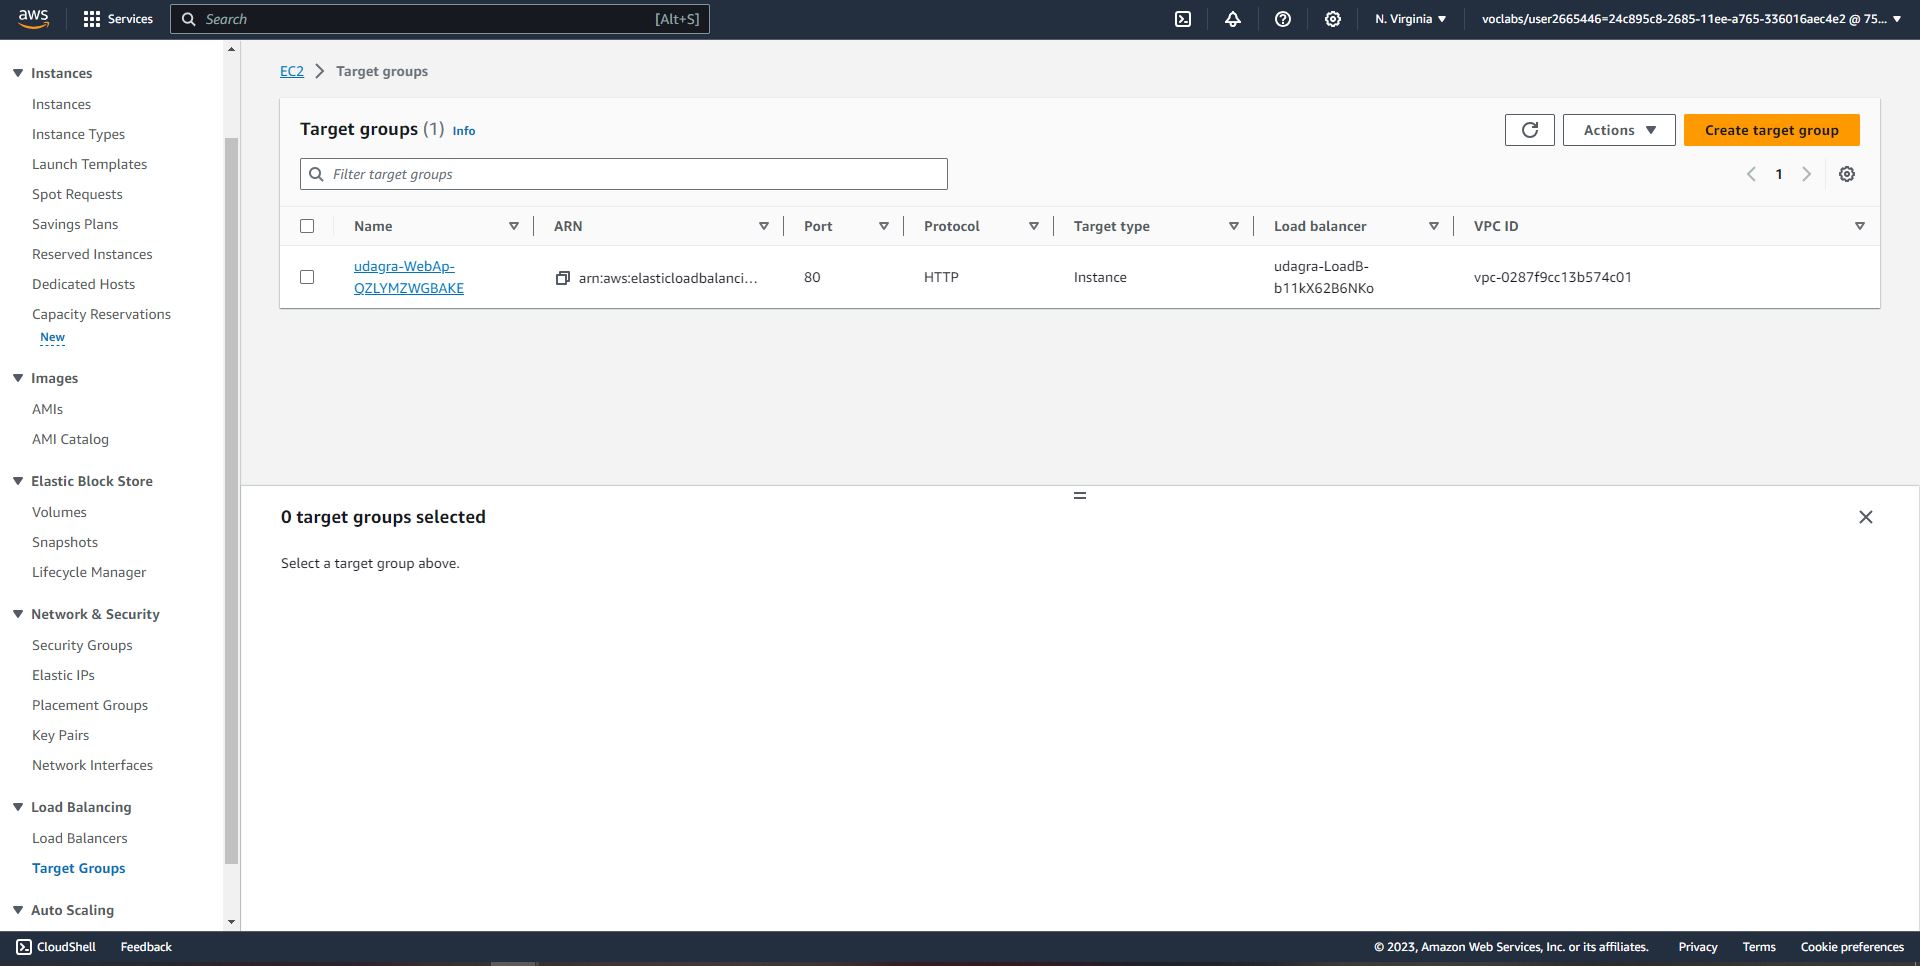 aws
Services
Search
[Alt+S]
N. Virginia
voclabs/user2665446=24c895c8-2685-11ee-a765-336016aec4e2 @ 75...
Instances
Instances
Instance Types
Launch Templates
Spot Requests
Savings Plans
Reserved Instances
Dedicated Hosts
Capacity Reservations
New
Images
AMIs
AMI Catalog
Elastic Block Store
Volumes
Snapshots
Lifecycle Manager
Network & Security
Security Groups
Elastic IPs
Placement Groups
Key Pairs
Network Interfaces
Load Balancing
Load Balancers
Target Groups
Auto Scaling
EC2 Target groups
Target groups (1) Info
Actions
Create target group
Filter target groups
1
Name ARN Port Protocol Target type Load balancer VPC ID
udagra-WebAp-
QZLYMZWGBAKE
arn:aws:elasticloadbalanci...
80
HTTP
Instance
udagra-LoadB-
b11kX62B6NKo
vpc-0287f9cc13b574c01
0 target groups selected
Select a target group above.
CloudShell
Feedback
© 2023, Amazon Web Services, Inc. or its affiliates.
Privacy
Terms
Cookie preferences